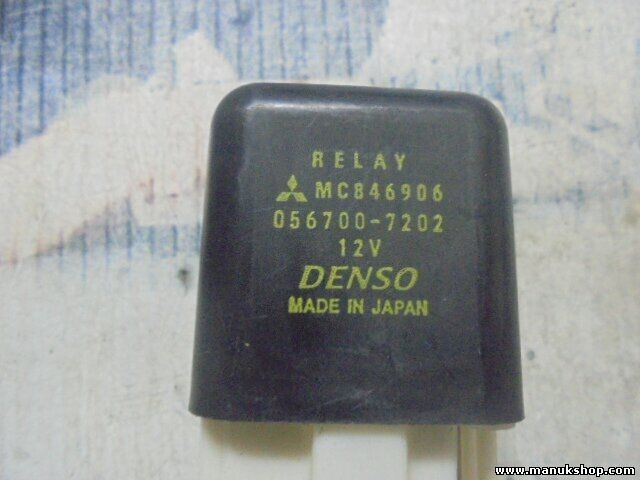 RELAY
MC846906
056700-7202
12V
DENSO
MADE IN JAPAN
www.manukshop.com